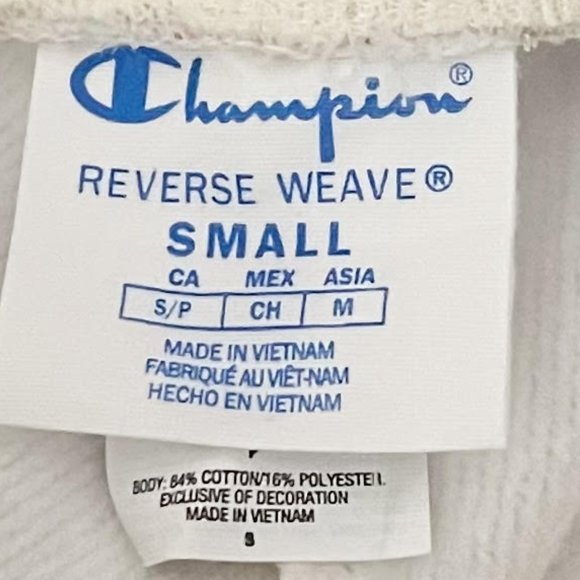 Champion®
REVERSE WEAVE®
SMALL
CA MEX ASIA
S/P CH M
MADE IN VIETNAM
FABRIQUÉ AU VIÊT-NAM
HECHO EN VIETNAM
BODY: 84% COTTON/16% POLYESTER.
EXCLUSIVE OF DECORATION
MADE IN VIETNAM
S